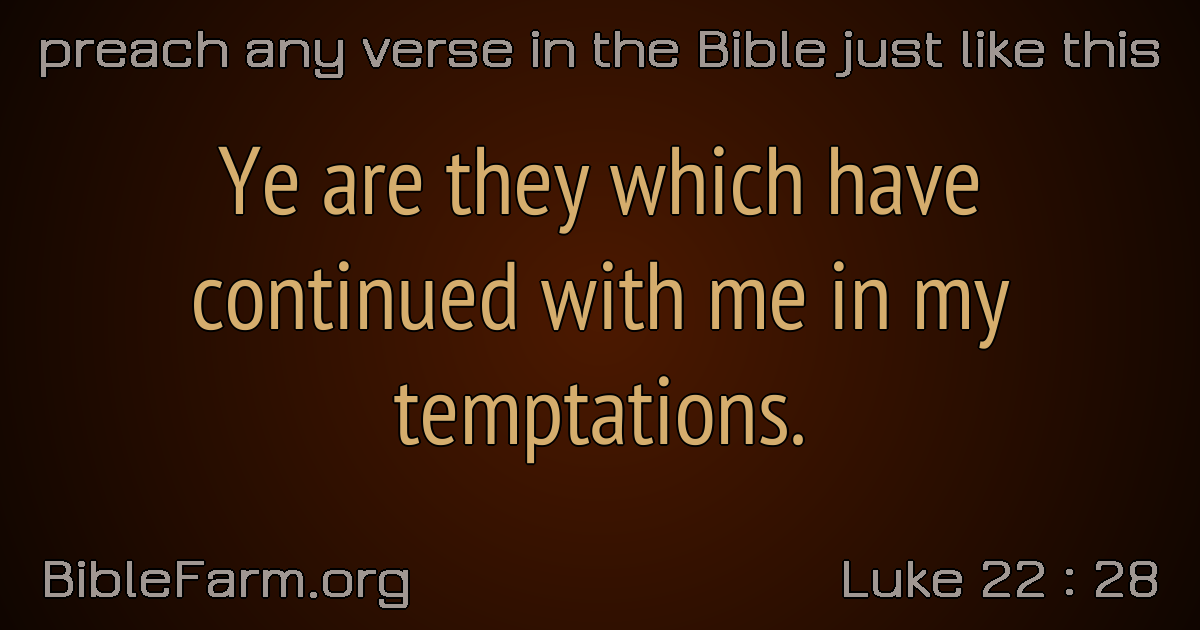 preach any verse in the Bible just like this
Ye are they which have
continued with me in my
temptations.
BibleFarm.org
Luke 22 : 28